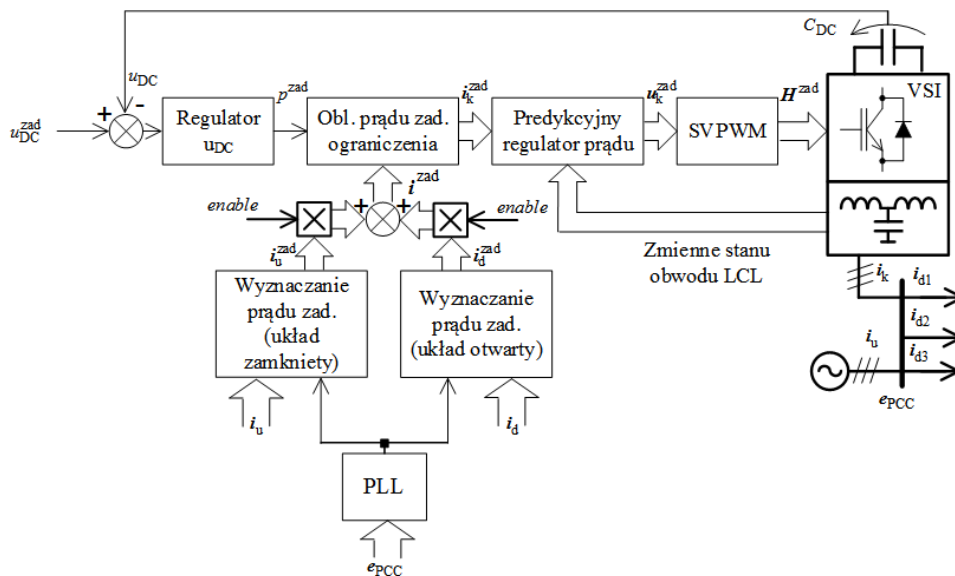 C_DC
u_DC
p^zad
i_k^zad
u_k^zad
H^zad
VSI
+
-
u_DC^zad
Regulator
u_DC
Obl. prądu zad.
ograniczenia
Predykcyjny
regulator prądu
SVPWM
i^zad
enable
+
+
enable
i_u^zad
i_d^zad
Zmienne stanu
obwodu LCL
Wyznaczanie
prądu zad.
(układ
zamkniety)
Wyznaczanie
prądu zad.
(układ otwarty)
i_k
i_d1
i_d2
i_u
i_d3
e_PCC
i_u
i_d
PLL
e_PCC